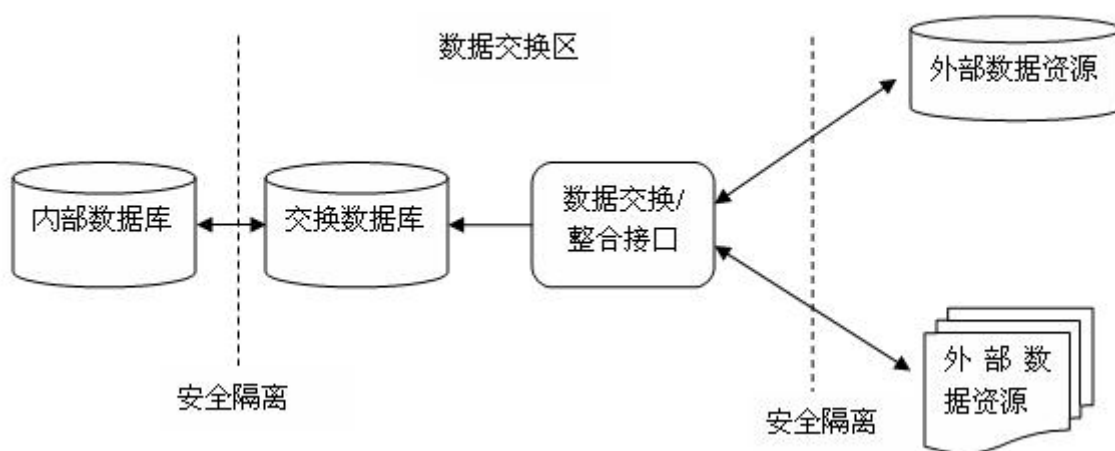 数据交换区
外部数据资源
内部数据库
交换数据库
数据交换/
整合接口
安全隔离
安全隔离
外部数
据资源